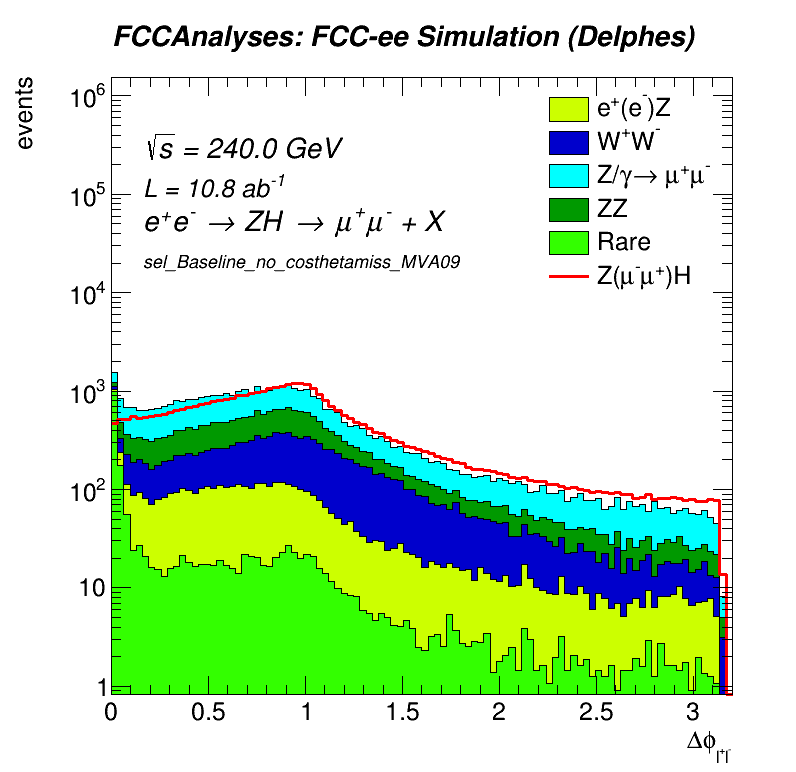 FCCAnalyses: FCC-ee Simulation (Delphes)
events
√s = 240.0 GeV
L = 10.8 ab⁻¹
e⁺e⁻ → ZH → μ⁺μ⁻ + X
sel_Baseline_no_costhetamiss_MVA09
e⁺(e⁻)Z
W⁺W⁻
Z/γ→ μ⁺μ⁻
ZZ
Rare
Z(μ⁻μ⁺)H
10⁶
10⁵
10⁴
10³
10²
10
1
0 0.5 1 1.5 2 2.5 3
Δϕ_l⁺l⁻